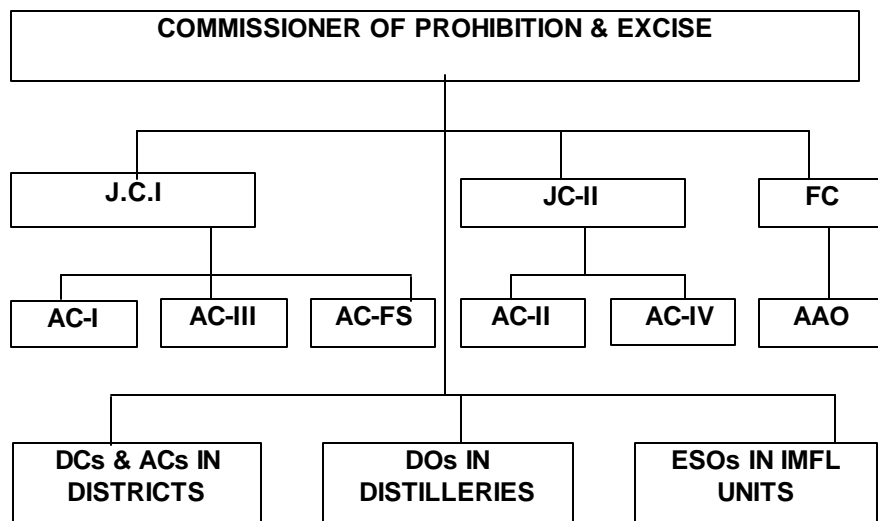 COMMISSIONER OF PROHIBITION & EXCISE
J.C.I
JC-II
FC
AC-I
AC-III
AC-FS
AC-II
AC-IV
AAO
DCs & ACs IN
DISTRICTS
DOs IN
DISTILLERIES
ESOs IN IMFL
UNITS